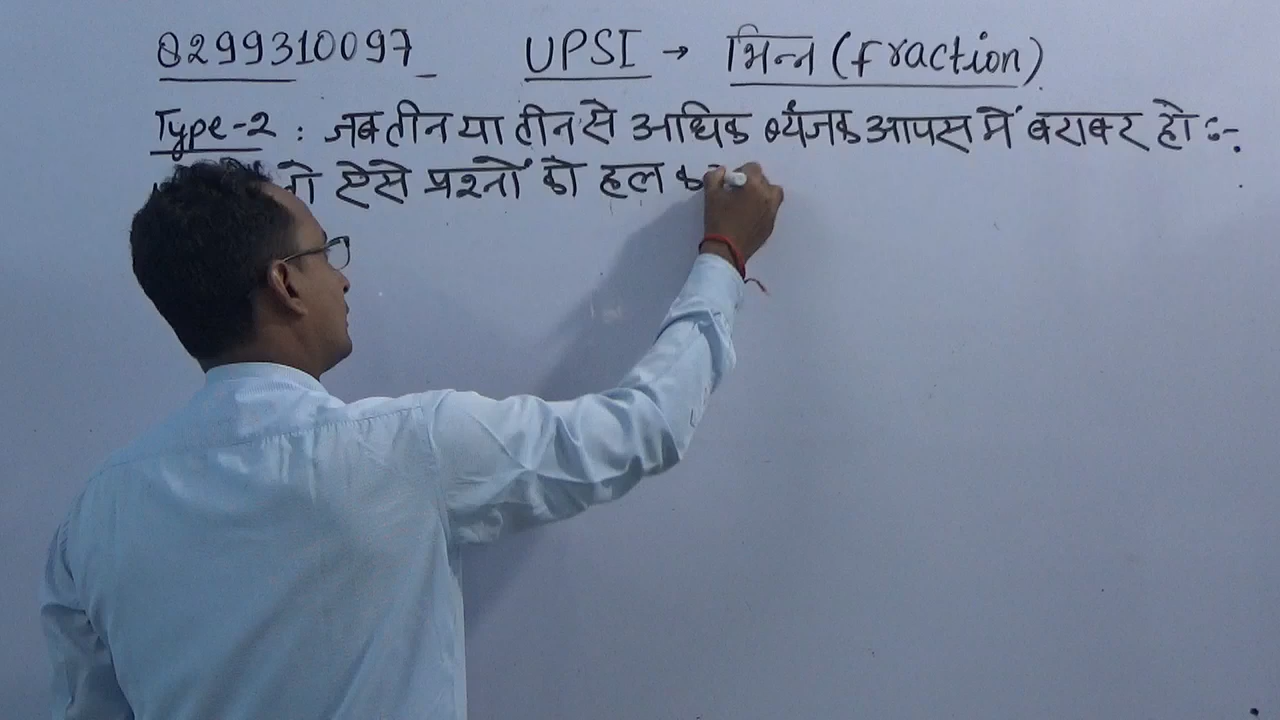 8299310097 UPSI → भिन्न (fraction)
Type-2 : जब तीन या तीन से अधिक व्यंजक आपस में बराबर हो :-
ऐसे प्रश्नों को हल